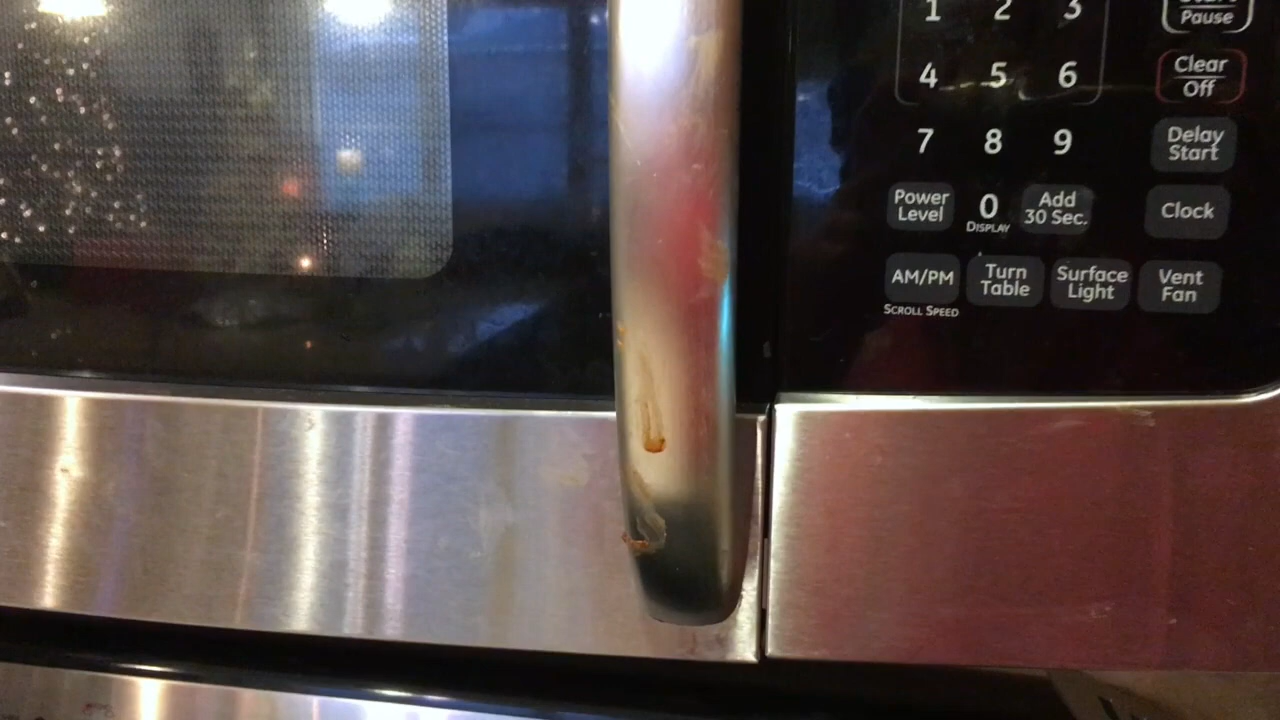 1 2 3
Pause
4 5 6
Clear
Off
7 8 9
Delay
Start
Power
Level
0
DISPLAY
Add
30 Sec.
Clock
AM/PM
SCROLL SPEED
Turn
Table
Surface
Light
Vent
Fan